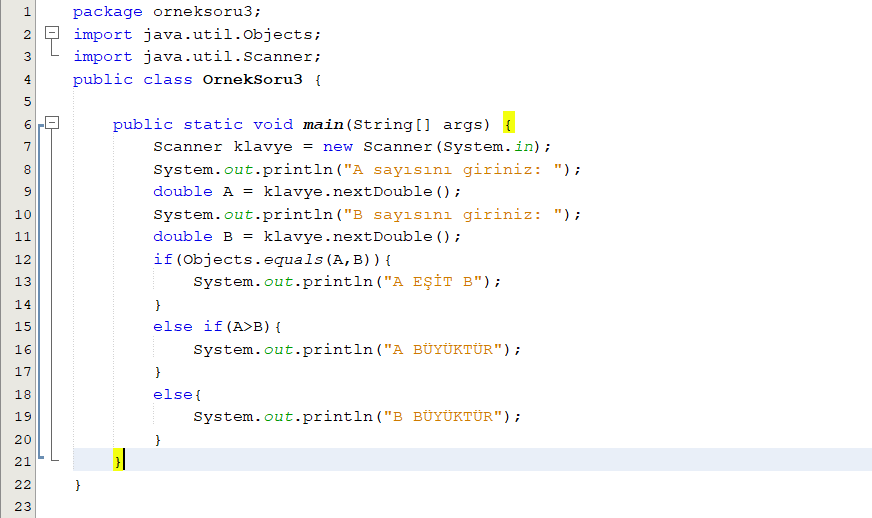 1 package orneksoru3;
2 import java.util.Objects;
3 import java.util.Scanner;
4 public class OrnekSoru3 {
5
6 public static void main(String[] args) {
7 Scanner klavye = new Scanner(System.in);
8 System.out.println("A sayısını giriniz: ");
9 double A = klavye.nextDouble();
10 System.out.println("B sayısını giriniz: ");
11 double B = klavye.nextDouble();
12 if(Objects.equals(A,B)){
13 System.out.println("A EŞİT B");
14 }
15 else if(A>B){
16 System.out.println("A BÜYÜKTÜR");
17 }
18 else{
19 System.out.println("B BÜYÜKTÜR");
20 }
21 }
22 }
23